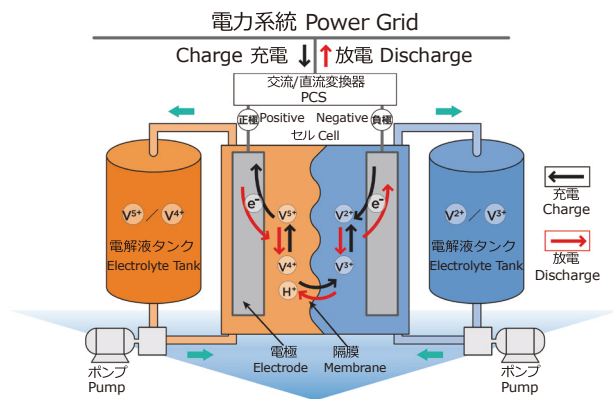 電力系統 Power Grid
Charge 充電 放電 Discharge
交流/直流変換器
PCS
正極 Positive Negative 負極
セル Cell
e⁻ V⁵⁺ V²⁺ e⁻
V⁵⁺ / V⁴⁺
電解液タンク
Electrolyte Tank
V⁴⁺ V³⁺
H⁺
V²⁺ / V³⁺
電解液タンク
Electrolyte Tank
充電
Charge
放電
Discharge
ポンプ
Pump
電極
Electrode
隔膜
Membrane
ポンプ
Pump